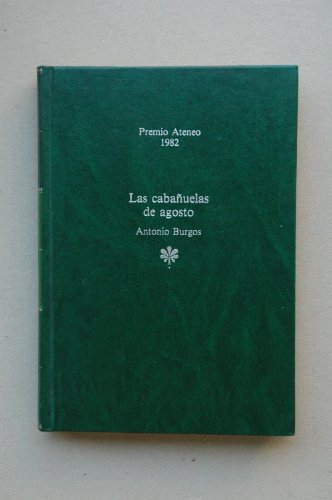 Premio Ateneo
1982
Las cabañuelas
de agosto
Antonio Burgos